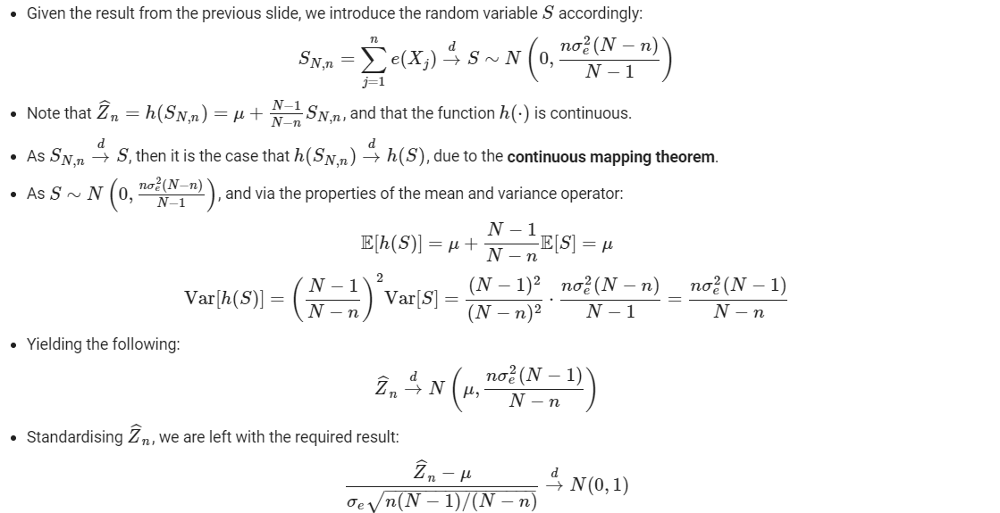 • Given the result from the previous slide, we introduce the random variable $S$ accordingly:
$$S_{N,n} = \sum_{j=1}^{n} e(X_j) \xrightarrow{d} S \sim N\left(0, \frac{n\sigma_e^2(N-n)}{N-1}\right)$$
• Note that $\widehat{Z}_n = h(S_{N,n}) = \mu + \frac{N-1}{N-n} S_{N,n}$, and that the function $h(\cdot)$ is continuous.
• As $S_{N,n} \xrightarrow{d} S$, then it is the case that $h(S_{N,n}) \xrightarrow{d} h(S)$, due to the continuous mapping theorem.
• As $S \sim N\left(0, \frac{n\sigma_e^2(N-n)}{N-1}\right)$, and via the properties of the mean and variance operator:
$$\mathbb{E}[h(S)] = \mu + \frac{N-1}{N-n}\mathbb{E}[S] = \mu$$
$$\text{Var}[h(S)] = \left(\frac{N-1}{N-n}\right)^2 \text{Var}[S] = \frac{(N-1)^2}{(N-n)^2} \cdot \frac{n\sigma_e^2(N-n)}{N-1} = \frac{n\sigma_e^2(N-1)}{N-n}$$
• Yielding the following:
$$\widehat{Z}_n \xrightarrow{d} N\left(\mu, \frac{n\sigma_e^2(N-1)}{N-n}\right)$$
• Standardising $\widehat{Z}_n$, we are left with the required result:
$$\frac{\widehat{Z}_n - \mu}{\sigma_e\sqrt{n(N-1)/(N-n)}} \xrightarrow{d} N(0,1)$$